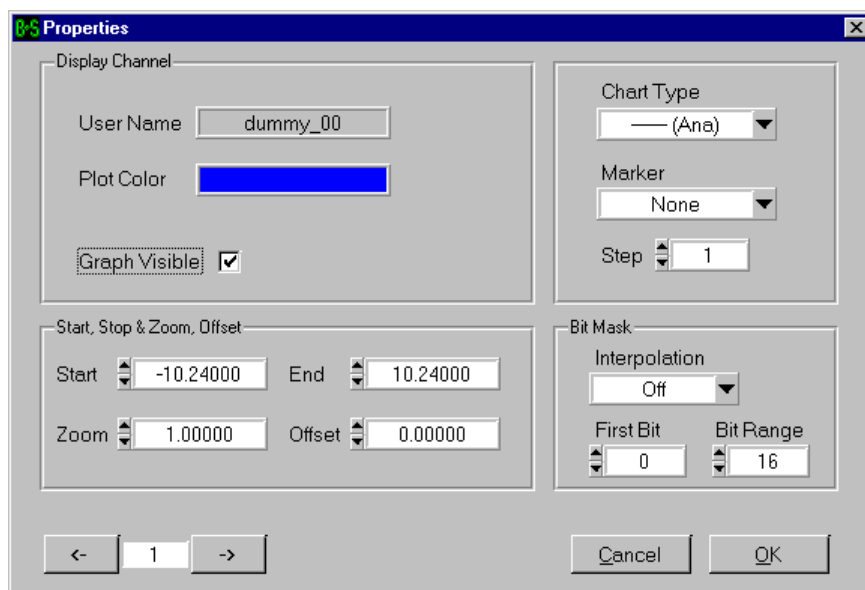 B+S Properties
Display Channel
User Name dummy_00
Plot Color
Graph Visible
Chart Type
(Ana)
Marker
None
Step 1
Start, Stop & Zoom, Offset
Start -10.24000 End 10.24000
Zoom 1.00000 Offset 0.00000
Bit Mask
Interpolation
Off
First Bit Bit Range
0 16
<- 1 ->
Cancel OK